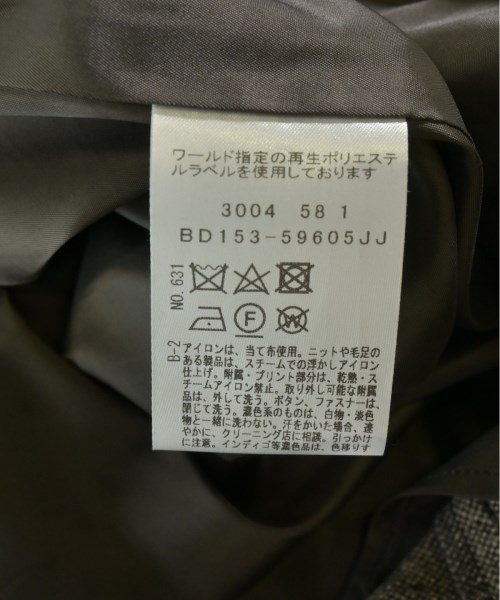 ワールド指定の再生ポリエステ
ルラベルを使用しております
3004 58 1
BD153-59605JJ
NO.631
F
W
B-2
アイロンは、当て布使用。ニットや毛足の
ある製品は、スチームでの浮かしアイロン
仕上げ。附属・プリント部分は、乾熱・ス
チームアイロン禁止。取り外し可能な附属
品は、外して洗う。ボタン、ファスナーは、
閉じて洗う。濃色系のものは、白物・淡色
物と一緒に洗わない。汗をかいた場合、速
やかに、クリーニング店に相談。引っかけ
に注意。インディゴ等濃色品は、色移りす